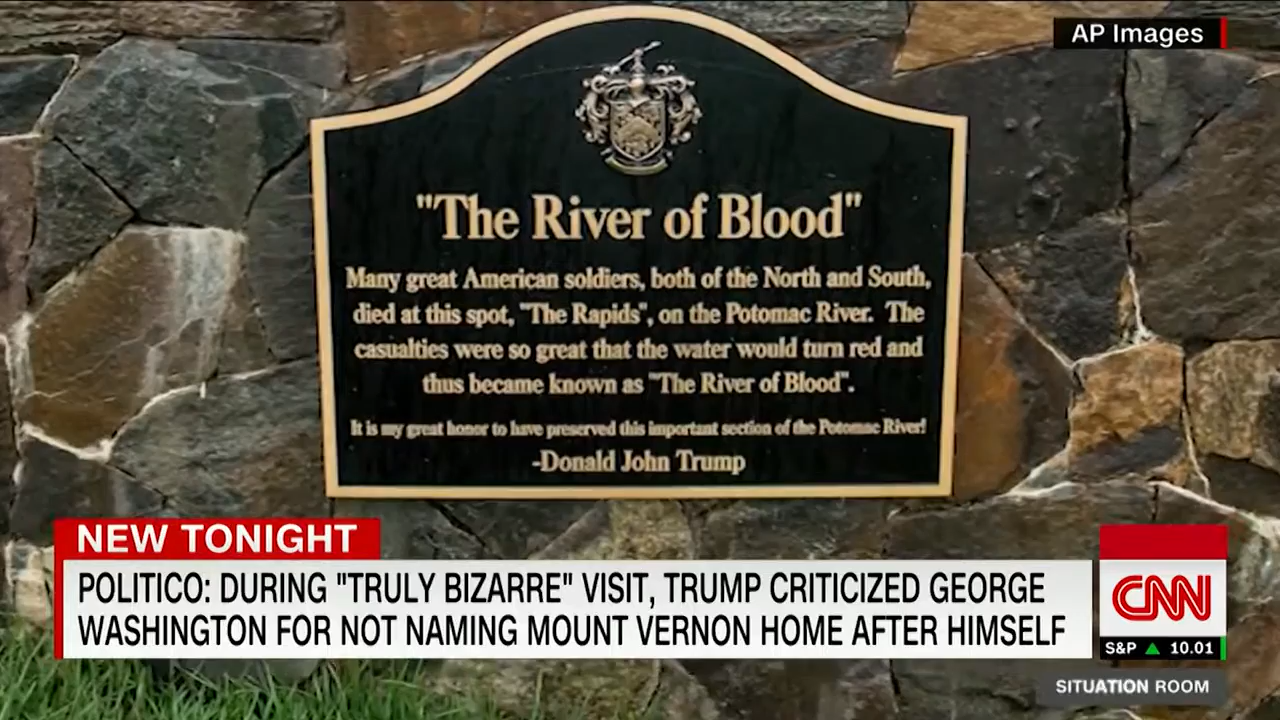 AP Images
"The River of Blood"
Many great American soldiers, both of the North and South,
died at this spot, "The Rapids", on the Potomac River. The
casualties were so great that the water would turn red and
thus became known as "The River of Blood".
It is my great honor to have preserved this important section of the Potomac River!
-Donald John Trump
NEW TONIGHT
POLITICO: DURING "TRULY BIZARRE" VISIT, TRUMP CRITICIZED GEORGE
WASHINGTON FOR NOT NAMING MOUNT VERNON HOME AFTER HIMSELF
CNN
S&P ▲ 10.01
SITUATION ROOM